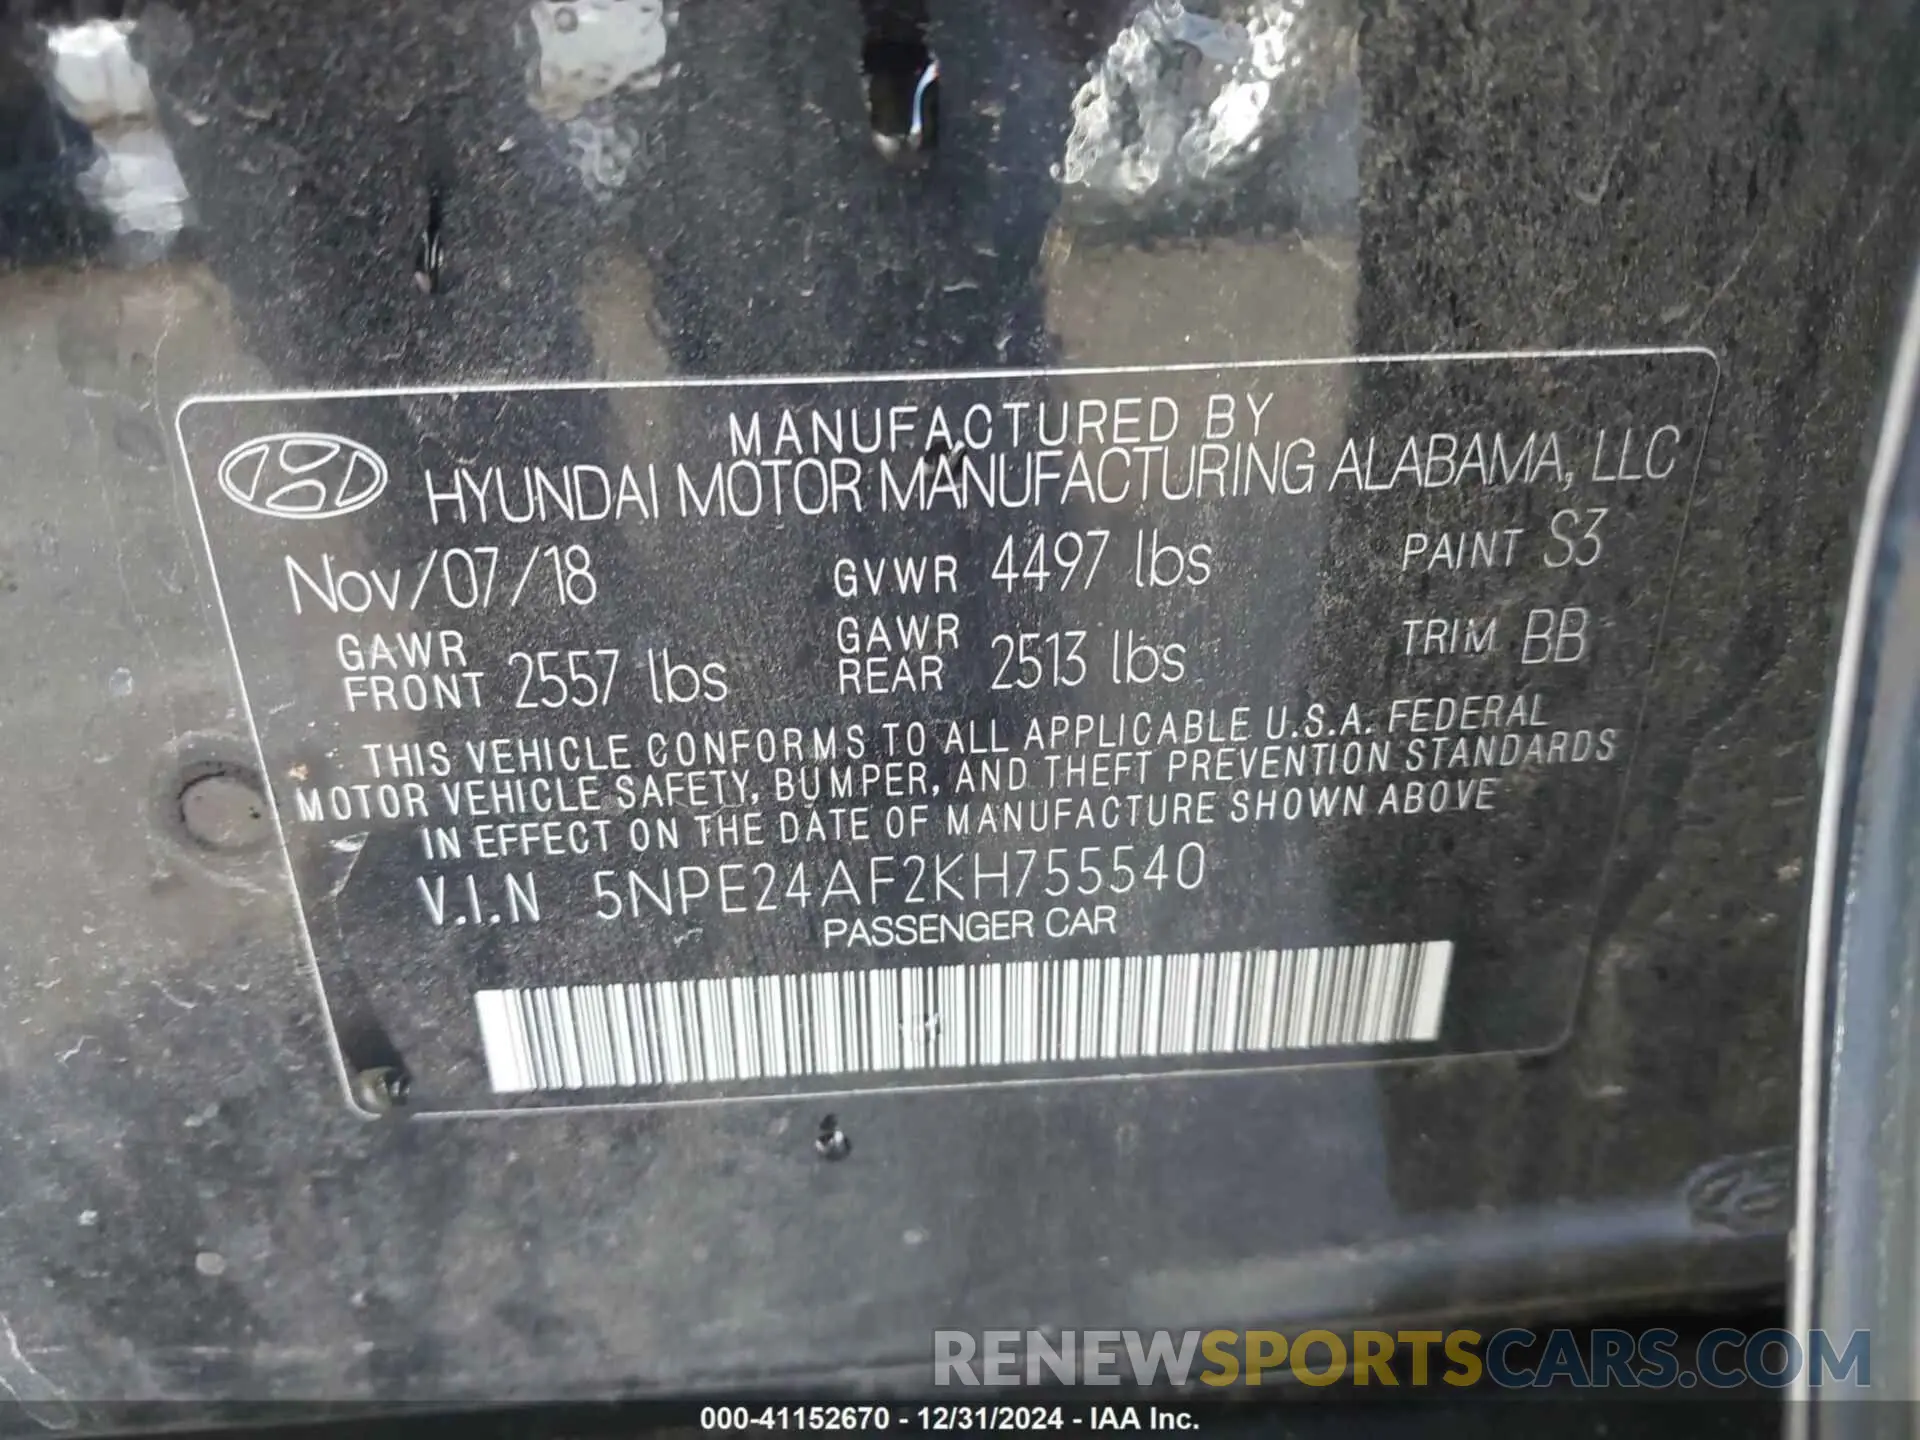 MANUFACTURED BY
HYUNDAI MOTOR MANUFACTURING ALABAMA, LLC
Nov/07/18 GVWR 4497 lbs PAINT S3
GAWR FRONT 2557 lbs GAWR REAR 2513 lbs TRIM BB
THIS VEHICLE CONFORMS TO ALL APPLICABLE U.S.A. FEDERAL
MOTOR VEHICLE SAFETY, BUMPER, AND THEFT PREVENTION STANDARDS
IN EFFECT ON THE DATE OF MANUFACTURE SHOWN ABOVE
V.I.N 5NPE24AF2KH755540
PASSENGER CAR
RENEWSPORTSCARS.COM
000-41152670 - 12/31/2024 - IAA Inc.